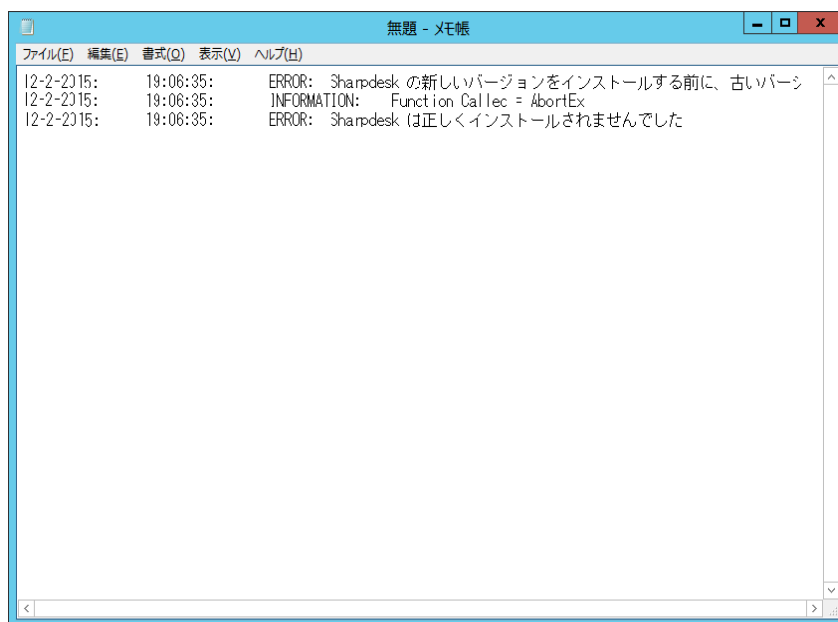 無題 - メモ帳
ファイル(F) 編集(E) 書式(O) 表示(V) ヘルプ(H)
12-2-2015: 19:06:35: ERROR: Sharpdesk の新しいバージョンをインストールする前に、古いバーシ
12-2-2015: 19:06:35: INFORMATION: Function Called = AbortEx
12-2-2015: 19:06:35: ERROR: Sharpdesk は正しくインストールされませんでした